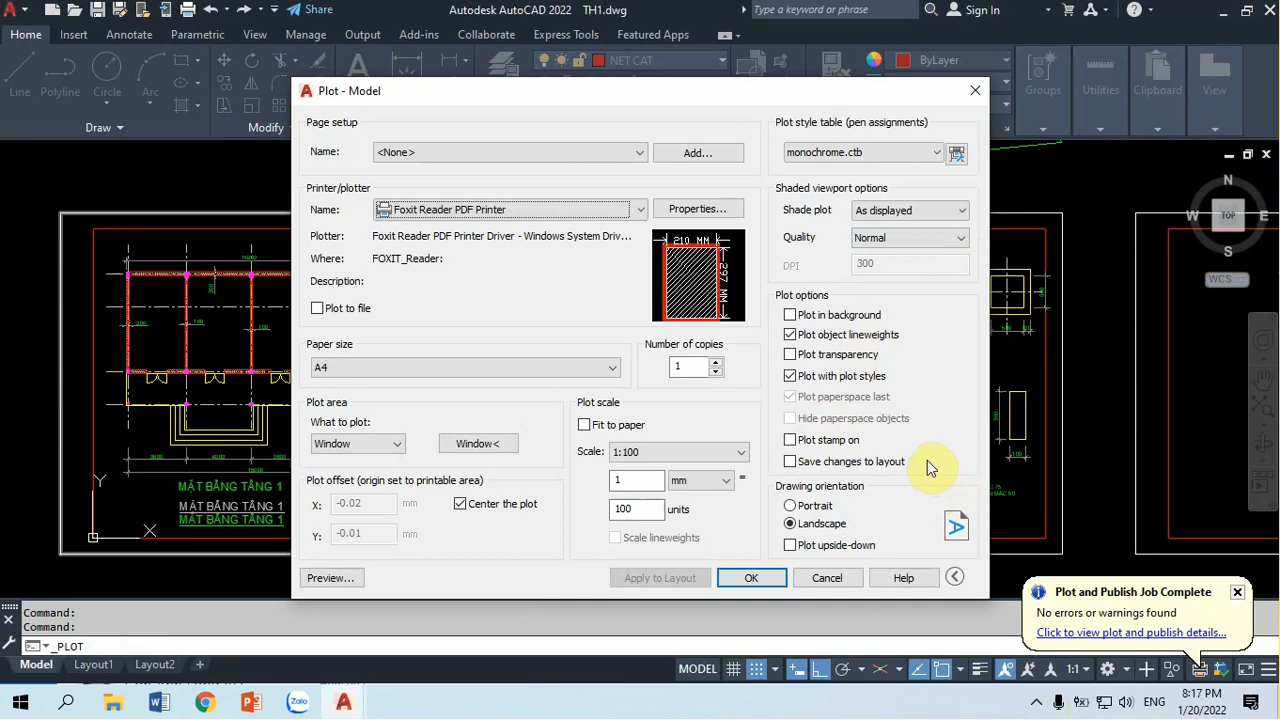 Share
Autodesk AutoCAD 2022   TH1.dwg
Type a keyword or phrase
Sign In
Home
Insert
Annotate
Parametric
View
Manage
Output
Add-ins
Collaborate
Express Tools
Featured Apps
Line
Polyline
Circle
Arc
NET CAT
ByLayer
Groups
Utilities
Clipboard
View
Draw
Modify
Plot - Model
Page setup
Name:
<None>
Add...
Printer/plotter
Name:
Foxit Reader PDF Printer
Properties...
Plotter:
Foxit Reader PDF Printer Driver - Windows System Driv...
Where:
FOXIT_Reader:
Description:
Plot to file
210 MM
297 MM
Paper size
A4
Number of copies
1
Plot area
What to plot:
Window
Window<
Plot offset (origin set to printable area)
X:
-0.02
mm
Center the plot
Y:
-0.01
mm
Plot scale
Fit to paper
Scale:
1:100
1
mm
=
100
units
Scale lineweights
Plot style table (pen assignments)
monochrome.ctb
Shaded viewport options
Shade plot
As displayed
Quality
Normal
DPI
300
Plot options
Plot in background
Plot object lineweights
Plot transparency
Plot with plot styles
Plot paperspace last
Hide paperspace objects
Plot stamp on
Save changes to layout
Drawing orientation
Portrait
Landscape
Plot upside-down
A
Preview...
Apply to Layout
OK
Cancel
Help
N
W
TOP
E
S
WCS
MẶT BẰNG TẦNG 1
MẶT BẰNG TẦNG 1
MẶT BẰNG TẦNG 1
Y
X
Plot and Publish Job Complete
No errors or warnings found
Click to view plot and publish details...
Command:
Command:
_PLOT
Model
Layout1
Layout2
MODEL
1:1
Zalo
ENG
8:17 PM
1/20/2022